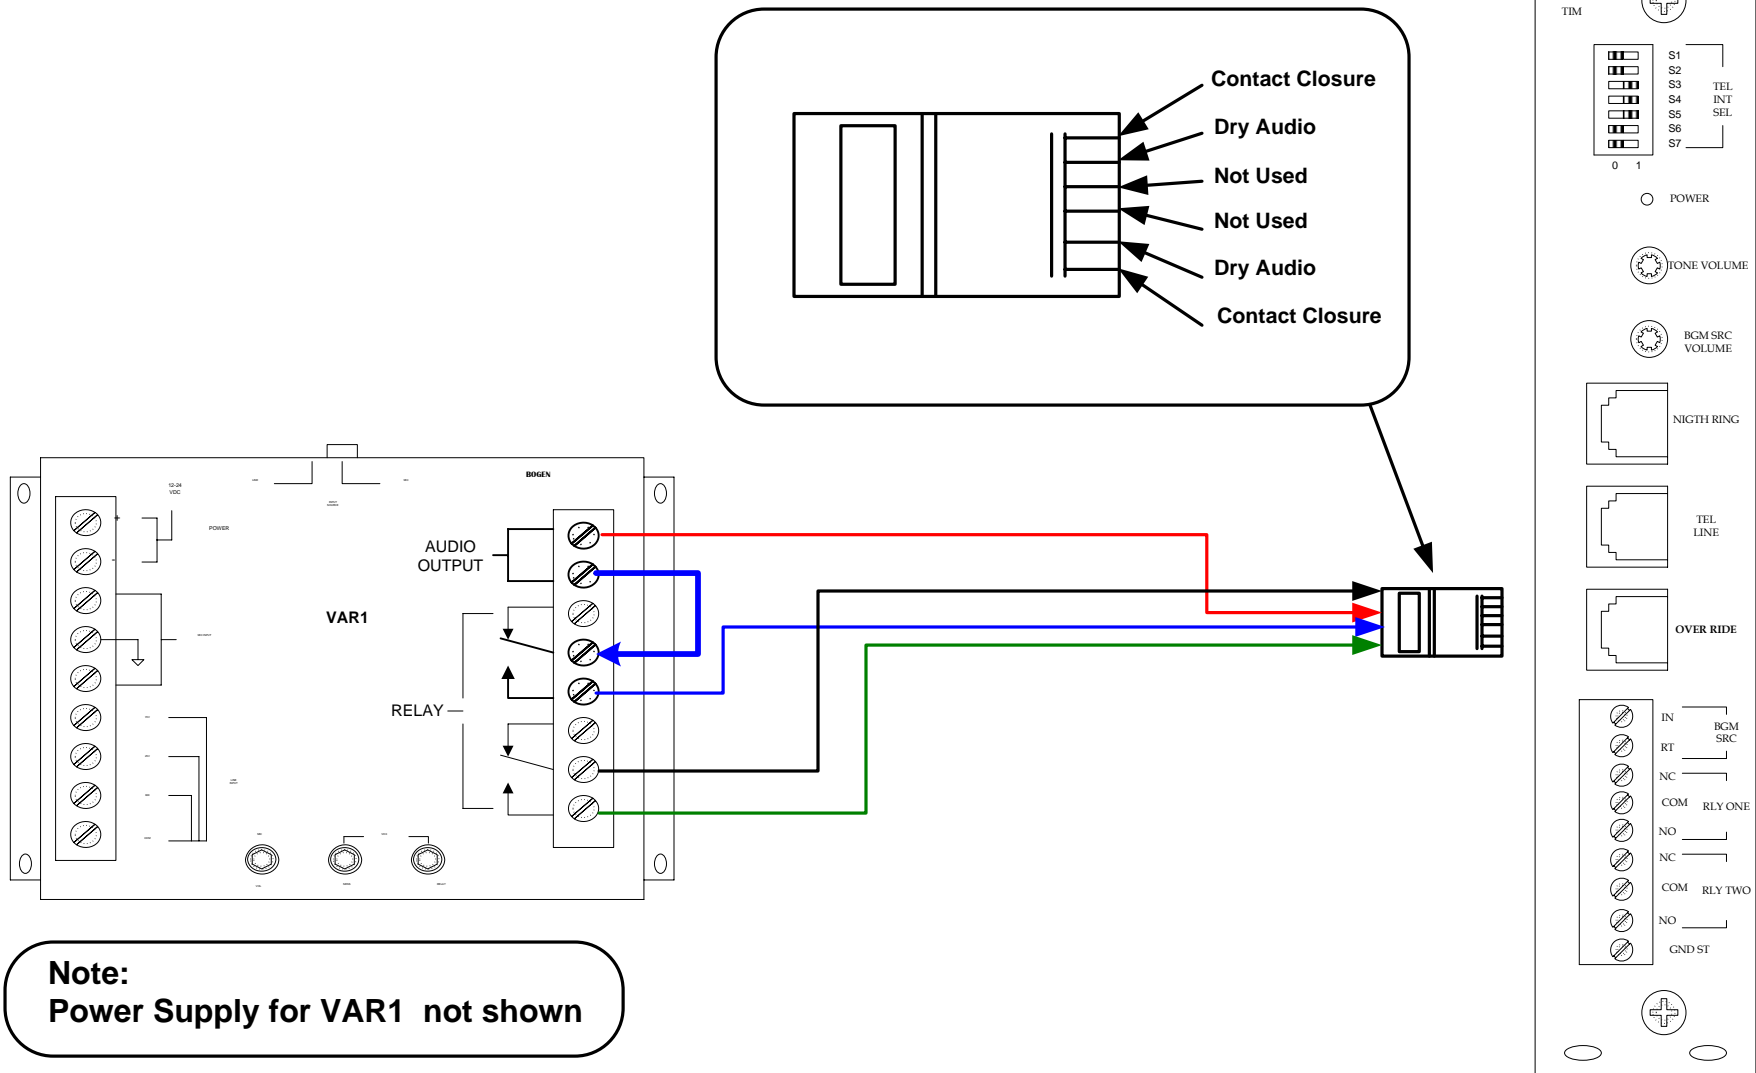 Contact Closure
Dry Audio
Not Used
Not Used
Dry Audio
Contact Closure
TIM
S1
S2
S3
S4
S5
S6
S7
TEL
INT
SEL
0 1
POWER
TONE VOLUME
BGM SRC
VOLUME
NIGTH RING
TEL
LINE
OVER RIDE
IN
RT
BGM
SRC
NC
COM
NO
RLY ONE
NC
COM
NO
RLY TWO
GND ST
BOGEN
12-24
VDC
+
-
POWER
AUDIO
OUTPUT
VAR1
RELAY
Note:
Power Supply for VAR1 not shown